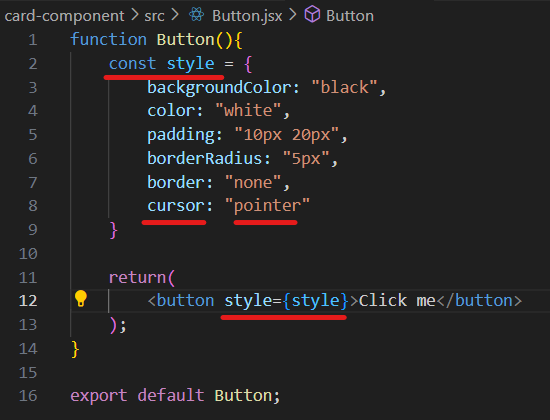 card-component > src > Button.jsx > Button
1 function Button(){
2 const style = {
3 backgroundColor: "black",
4 color: "white",
5 padding: "10px 20px",
6 borderRadius: "5px",
7 border: "none",
8 cursor: "pointer"
9 }
10
11 return(
12 <button style={style}>Click me</button>
13 );
14 }
15
16 export default Button;